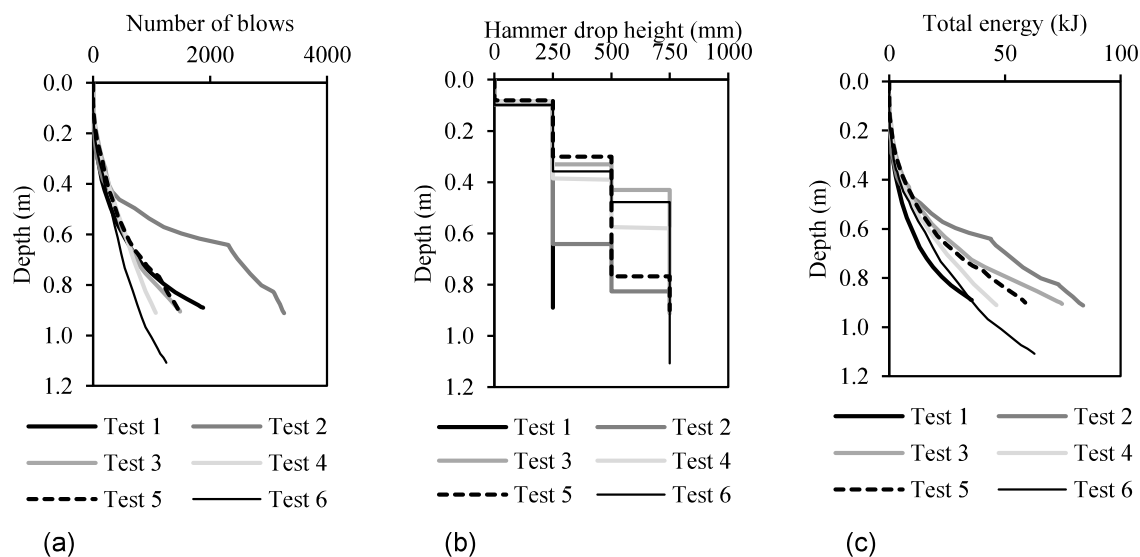 Number of blows
0 2000 4000
0.0
0.2
0.4
0.6
0.8
1.0
1.2
Depth (m)
Test 1 Test 2
Test 3 Test 4
Test 5 Test 6
(a)
Hammer drop height (mm)
0 250 500 750 1000
0.0
0.2
0.4
0.6
0.8
1.0
1.2
Depth (m)
Test 1 Test 2
Test 3 Test 4
Test 5 Test 6
(b)
Total energy (kJ)
0 50 100
0.0
0.2
0.4
0.6
0.8
1.0
1.2
Depth (m)
Test 1 Test 2
Test 3 Test 4
Test 5 Test 6
(c)